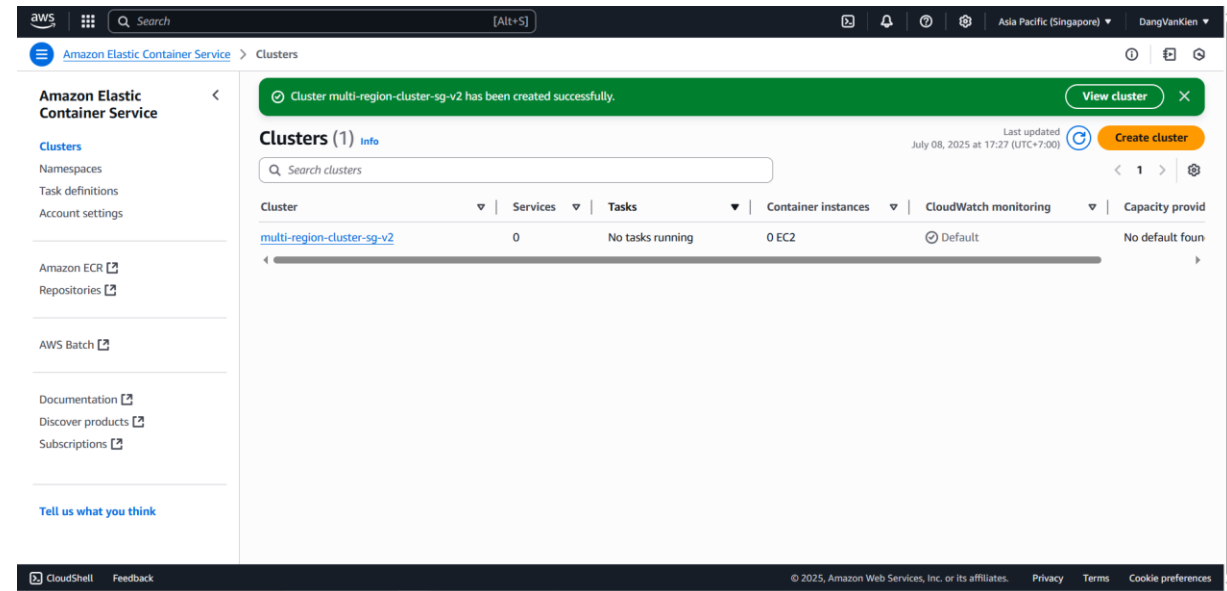 aws
Search [Alt+S]
Asia Pacific (Singapore) ▼ DangVanKien ▼
Amazon Elastic Container Service > Clusters
Amazon Elastic
Container Service
Clusters
Namespaces
Task definitions
Account settings
Amazon ECR
Repositories
AWS Batch
Documentation
Discover products
Subscriptions
Tell us what you think
Cluster multi-region-cluster-sg-v2 has been created successfully.
View cluster
Clusters (1) Info
Last updated
July 08, 2025 at 17:27 (UTC+7:00)
Create cluster
Search clusters
1
Cluster Services Tasks Container instances CloudWatch monitoring Capacity provid
multi-region-cluster-sg-v2 0 No tasks running 0 EC2 Default No default foun
CloudShell Feedback
© 2025, Amazon Web Services, Inc. or its affiliates. Privacy Terms Cookie preferences